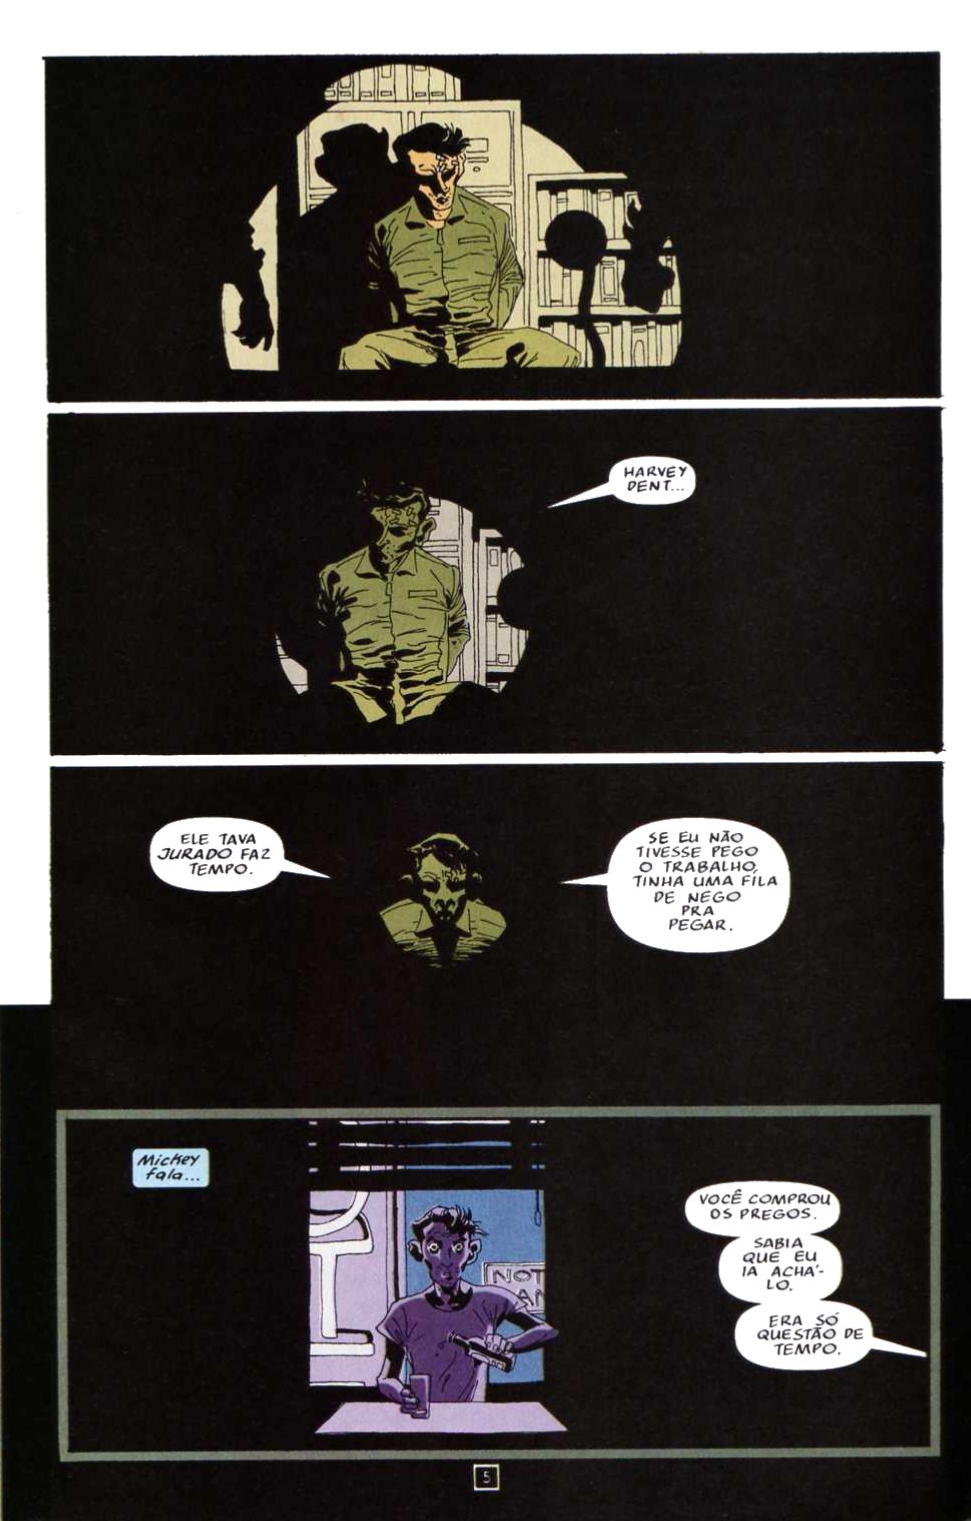 HARVEY
DENT...
ELE TAVA
JURADO FAZ
TEMPO.
SE EU NÃO
TIVESSE PEGO
O TRABALHO,
TINHA UMA FILA
DE NEGO
PRA
PEGAR.
Mickey
fala...
VOCÊ COMPROU
OS PREGOS.
SABIA
QUE EU
IA ACHÁ-
LO.
ERA SÓ
QUESTÃO DE
TEMPO.
NOT
AN
5